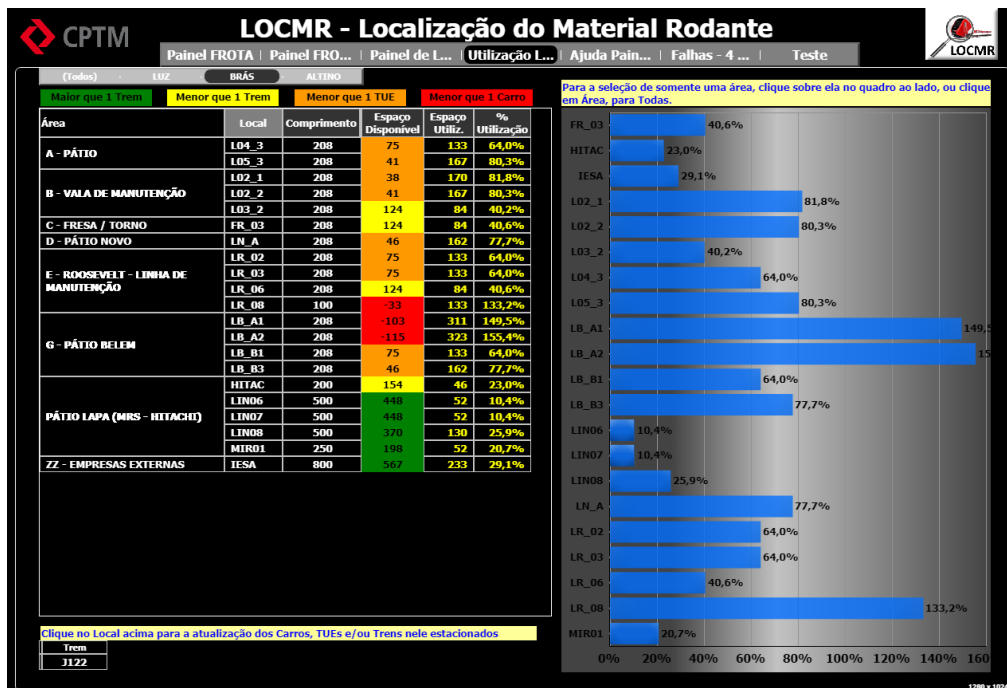 CPTM
LOCMR - Localização do Material Rodante
LOCMR
Painel FROTA | Painel FRO... | Painel de L... | Utilização L... | Ajuda Pain... | Falhas - 4 ... | Teste
(Todos) LUZ BRÁS ALTINO
Maior que 1 Trem Menor que 1 Trem Menor que 1 TUE Menor que 1 Carro
Para a seleção de somente uma área, clique sobre ela no quadro ao lado, ou clique
em Área, para Todas.
Área Local Comprimento Espaço Disponível Espaço Utiliz. % Utilização
A - PÁTIO L04_3 208 75 133 64,0%
L05_3 208 41 167 80,3%
B - VALA DE MANUTENÇÃO L02_1 208 38 170 81,8%
L02_2 208 41 167 80,3%
L03_2 208 124 84 40,2%
C - FRESA / TORNO FR_03 208 124 84 40,6%
D - PÁTIO NOVO LN_A 208 46 162 77,7%
E - ROOSEVELT - LINHA DE MANUTENÇÃO LR_02 208 75 133 64,0%
LR_03 208 75 133 64,0%
LR_06 208 124 84 40,6%
LR_08 100 -33 133 133,2%
G - PÁTIO BELEM LB_A1 208 -103 311 149,5%
LB_A2 208 -115 323 155,4%
LB_B1 208 75 133 64,0%
LB_B3 208 46 162 77,7%
PÁTIO LAPA (MRS - HITACHI) HITAC 200 154 46 23,0%
LIN06 500 448 52 10,4%
LIN07 500 448 52 10,4%
LIN08 500 370 130 25,9%
MIR01 250 198 52 20,7%
ZZ - EMPRESAS EXTERNAS IESA 800 567 233 29,1%
Clique no Local acima para a atualização dos Carros, TUEs e/ou Trens nele estacionados
Trem
J122
FR_03 40,6%
HITAC 23,0%
IESA 29,1%
L02_1 81,8%
L02_2 80,3%
L03_2 40,2%
L04_3 64,0%
L05_3 80,3%
LB_A1 149,5
LB_A2 15
LB_B1 64,0%
LB_B3 77,7%
LIN06 10,4%
LIN07 10,4%
LIN08 25,9%
LN_A 77,7%
LR_02 64,0%
LR_03 64,0%
LR_06 40,6%
LR_08 133,2%
MIR01 20,7%
0% 20% 40% 60% 80% 100% 120% 140% 160